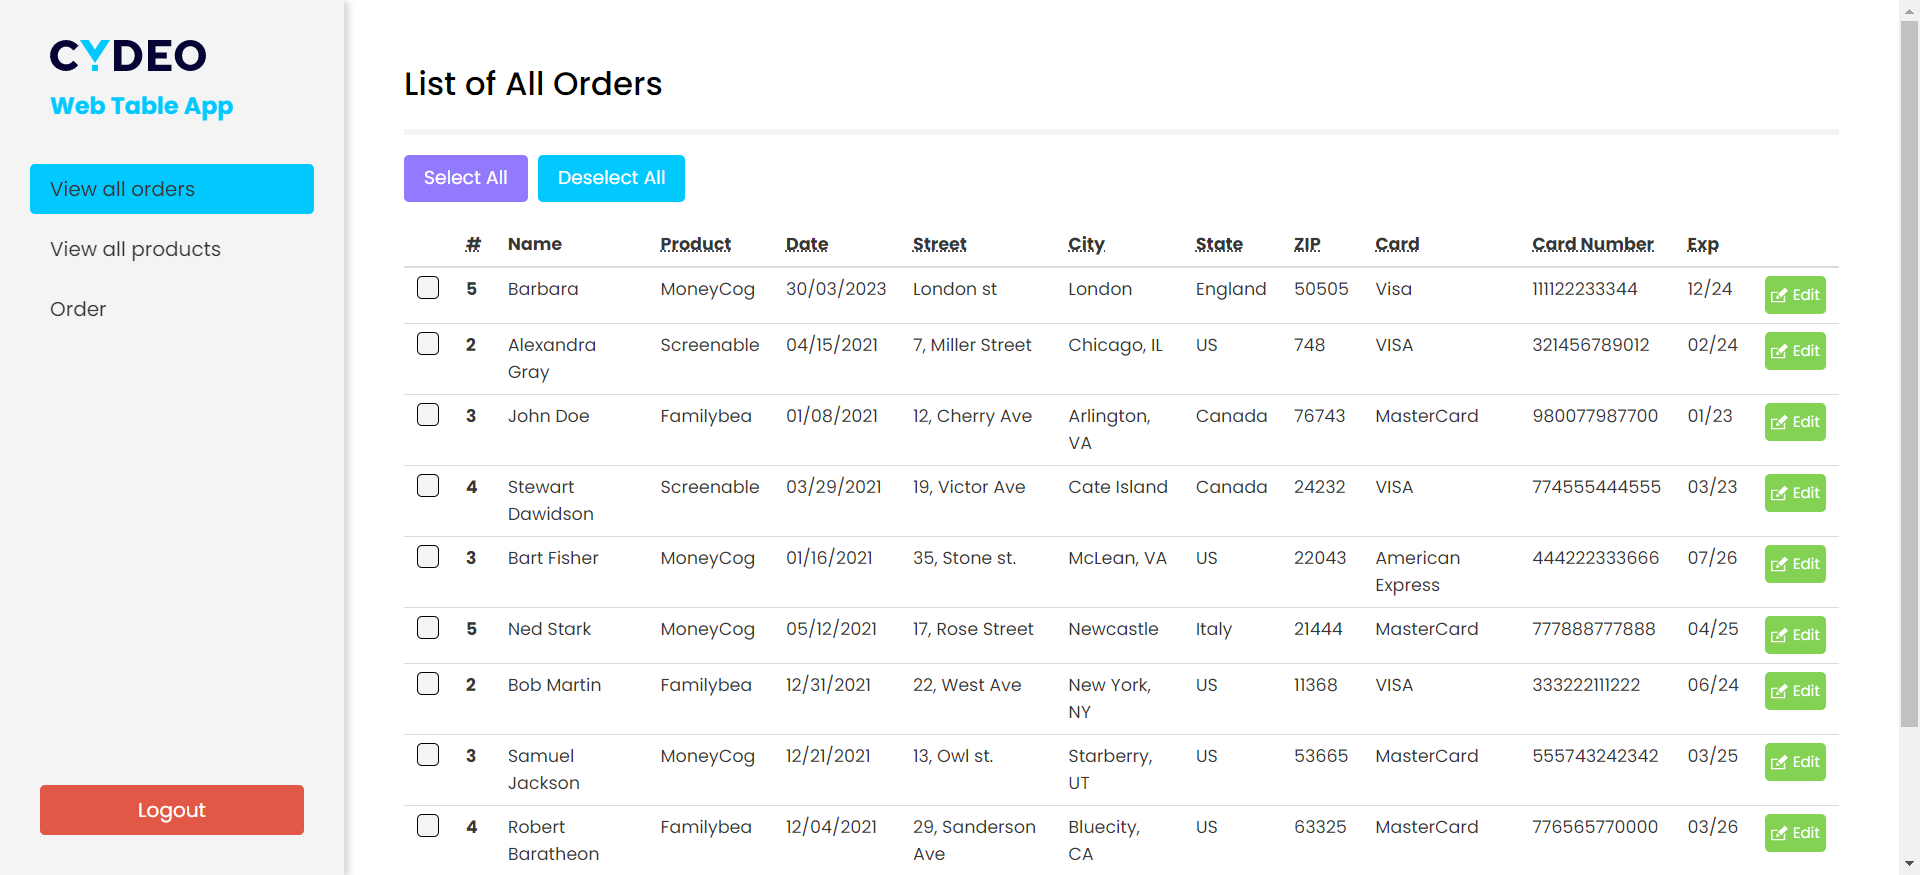 CYDEO
Web Table App
View all orders
View all products
Order
Logout
List of All Orders
Select All Deselect All
# Name Product Date Street City State ZIP Card Card Number Exp
5 Barbara MoneyCog 30/03/2023 London st London England 50505 Visa 111122233344 12/24 Edit
2 Alexandra Screenable 04/15/2021 7, Miller Street Chicago, IL US 748 VISA 321456789012 02/24 Edit
Gray
3 John Doe Familybea 01/08/2021 12, Cherry Ave Arlington, Canada 76743 MasterCard 980077987700 01/23 Edit
VA
4 Stewart Screenable 03/29/2021 19, Victor Ave Cate Island Canada 24232 VISA 774555444555 03/23 Edit
Dawidson
3 Bart Fisher MoneyCog 01/16/2021 35, Stone st. McLean, VA US 22043 American 444222333666 07/26 Edit
Express
5 Ned Stark MoneyCog 05/12/2021 17, Rose Street Newcastle Italy 21444 MasterCard 777888777888 04/25 Edit
2 Bob Martin Familybea 12/31/2021 22, West Ave New York, US 11368 VISA 333222111222 06/24 Edit
NY
3 Samuel MoneyCog 12/21/2021 13, Owl st. Starberry, US 53665 MasterCard 555743242342 03/25 Edit
Jackson UT
4 Robert Familybea 12/04/2021 29, Sanderson Bluecity, US 63325 MasterCard 776565770000 03/26 Edit
Baratheon Ave CA